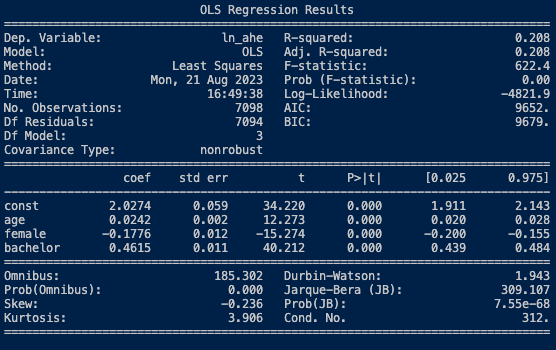 OLS Regression Results
Dep. Variable: ln_ahe R-squared: 0.208
Model: OLS Adj. R-squared: 0.208
Method: Least Squares F-statistic: 622.4
Date: Mon, 21 Aug 2023 Prob (F-statistic): 0.00
Time: 16:49:38 Log-Likelihood: -4821.9
No. Observations: 7098 AIC: 9652.
Df Residuals: 7094 BIC: 9679.
Df Model: 3
Covariance Type: nonrobust
coef std err t P>|t| [0.025 0.975]
const 2.0274 0.059 34.220 0.000 1.911 2.143
age 0.0242 0.002 12.273 0.000 0.020 0.028
female -0.1776 0.012 -15.274 0.000 -0.200 -0.155
bachelor 0.4615 0.011 40.212 0.000 0.439 0.484
Omnibus: 185.302 Durbin-Watson: 1.943
Prob(Omnibus): 0.000 Jarque-Bera (JB): 309.107
Skew: -0.236 Prob(JB): 7.55e-68
Kurtosis: 3.906 Cond. No. 312.